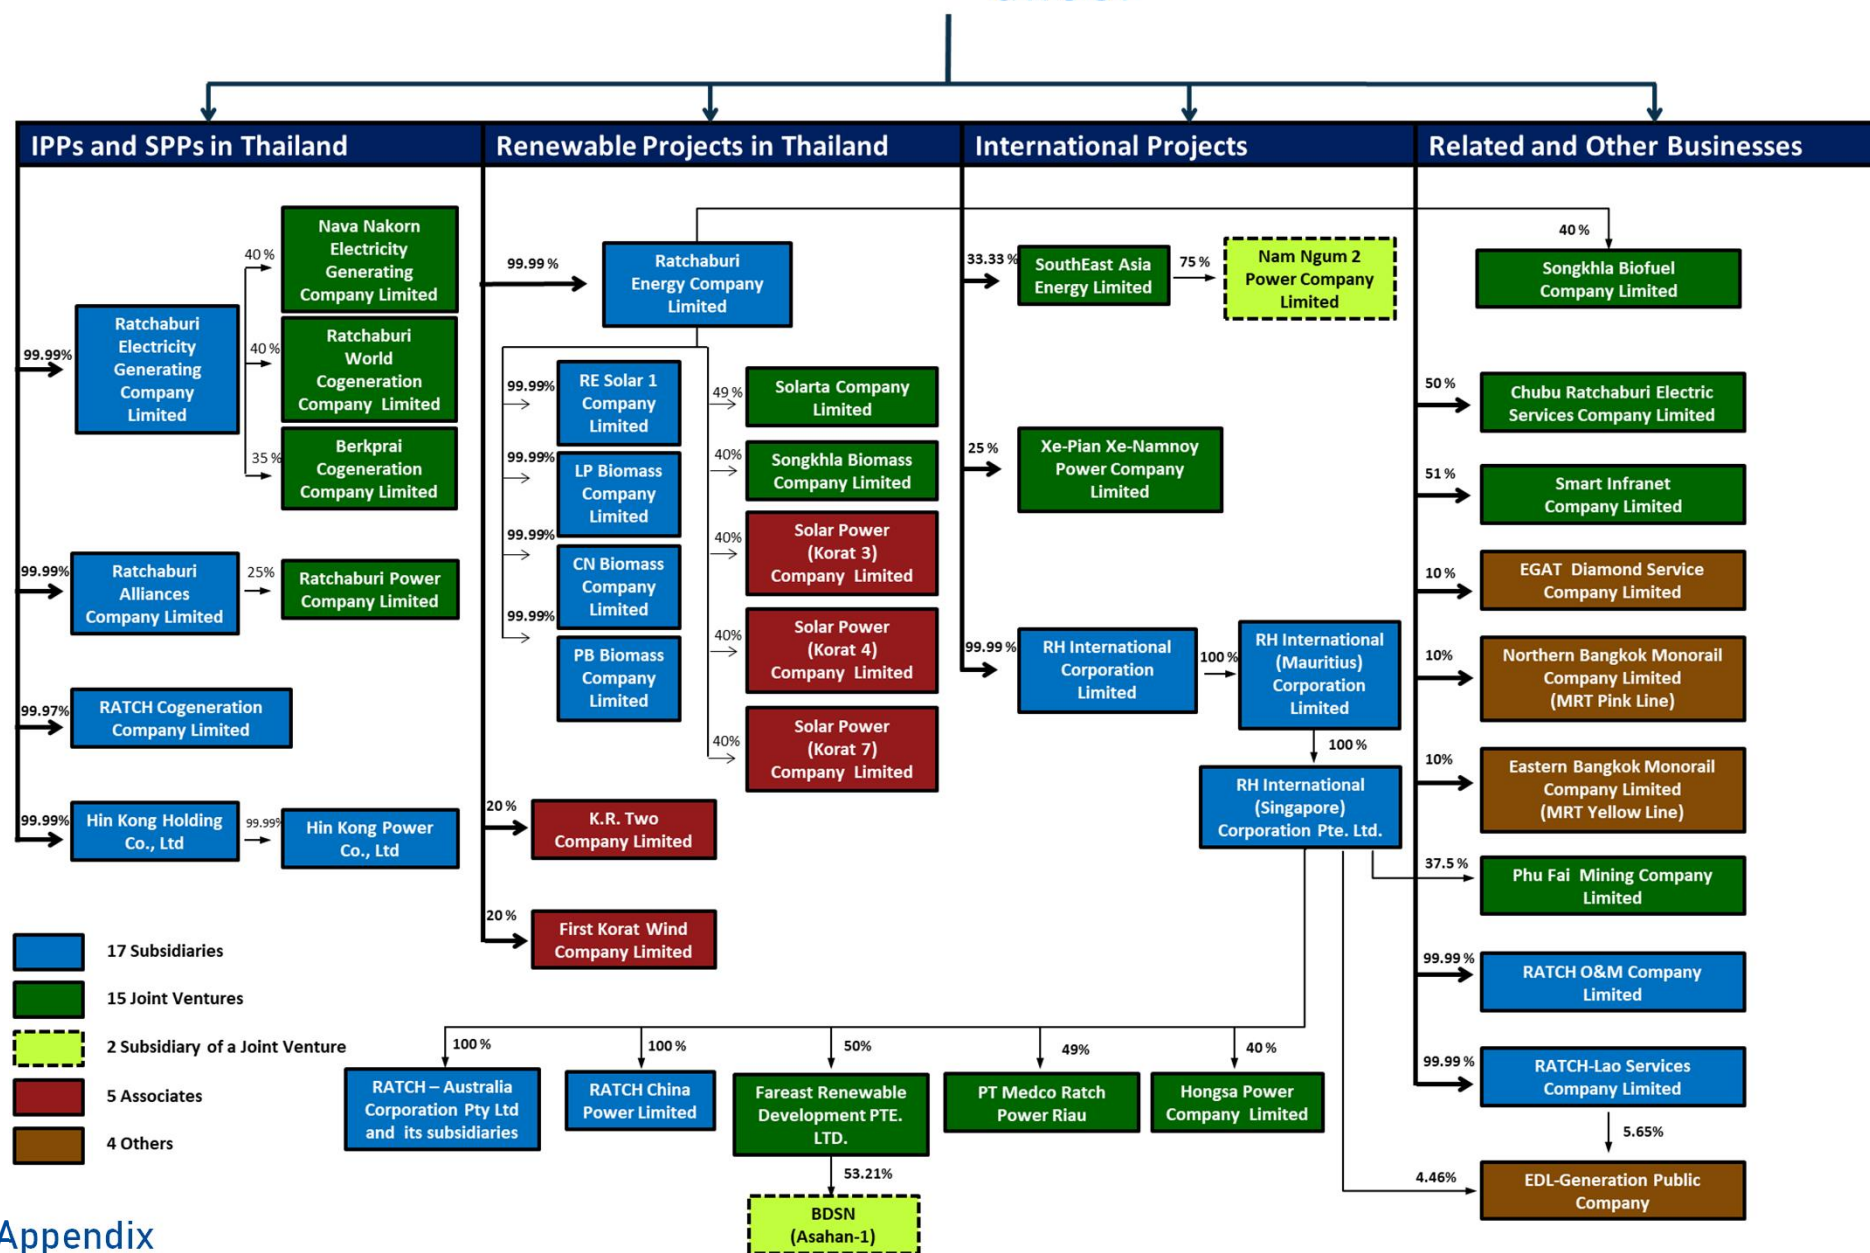 IPPs and SPPs in Thailand
Renewable Projects in Thailand
International Projects
Related and Other Businesses
99.99%
Ratchaburi
Electricity
Generating
Company
Limited
40 %
Nava Nakorn
Electricity
Generating
Company Limited
40%
Ratchaburi
World
Cogeneration
Company Limited
35 %
Berkprai
Cogeneration
Company Limited
99.99%
Ratchaburi
Alliances
Company Limited
25%
Ratchaburi Power
Company Limited
99.97%
RATCH Cogeneration
Company Limited
99.99%
Hin Kong Holding
Co., Ltd
99.99%
Hin Kong Power
Co., Ltd
99.99 %
Ratchaburi
Energy Company
Limited
99.99%
RE Solar 1
Company
Limited
99.99%
LP Biomass
Company
Limited
99.99%
CN Biomass
Company
Limited
99.99%
PB Biomass
Company
Limited
49 %
Solarta Company
Limited
40%
Songkhla Biomass
Company Limited
40%
Solar Power
(Korat 3)
Company Limited
40%
Solar Power
(Korat 4)
Company Limited
40%
Solar Power
(Korat 7)
Company Limited
20 %
K.R. Two
Company Limited
20 %
First Korat Wind
Company Limited
33.33 %
SouthEast Asia
Energy Limited
75 %
Nam Ngum 2
Power Company
Limited
25 %
Xe-Pian Xe-Namnoy
Power Company
Limited
99.99 %
RH International
Corporation
Limited
100 %
RH International
(Mauritius)
Corporation
Limited
100 %
RH International
(Singapore)
Corporation Pte. Ltd.
40 %
Songkhla Biofuel
Company Limited
50 %
Chubu Ratchaburi Electric
Services Company Limited
51 %
Smart Infranet
Company Limited
10 %
EGAT Diamond Service
Company Limited
10%
Northern Bangkok Monorail
Company Limited
(MRT Pink Line)
10%
Eastern Bangkok Monorail
Company Limited
(MRT Yellow Line)
37.5 %
Phu Fai Mining Company
Limited
99.99 %
RATCH O&M Company
Limited
99.99 %
RATCH-Lao Services
Company Limited
5.65%
4.46%
EDL-Generation Public
Company
100 %
RATCH – Australia
Corporation Pty Ltd
and its subsidiaries
100 %
RATCH China
Power Limited
50%
Fareast Renewable
Development PTE.
LTD.
53.21%
BDSN
(Asahan-1)
49%
PT Medco Ratch
Power Riau
40 %
Hongsa Power
Company Limited
17 Subsidiaries
15 Joint Ventures
2 Subsidiary of a Joint Venture
5 Associates
4 Others
Appendix